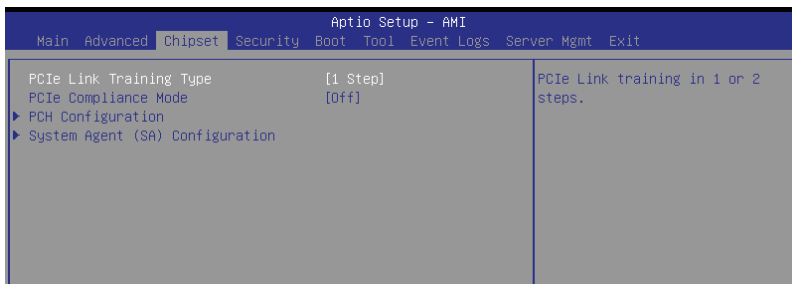 Aptio Setup – AMI
Main Advanced Chipset Security Boot Tool Event Logs Server Mgmt Exit
PCIe Link Training Type [1 Step]
PCIe Compliance Mode [Off]
PCH Configuration
System Agent (SA) Configuration
PCIe Link training in 1 or 2
steps.